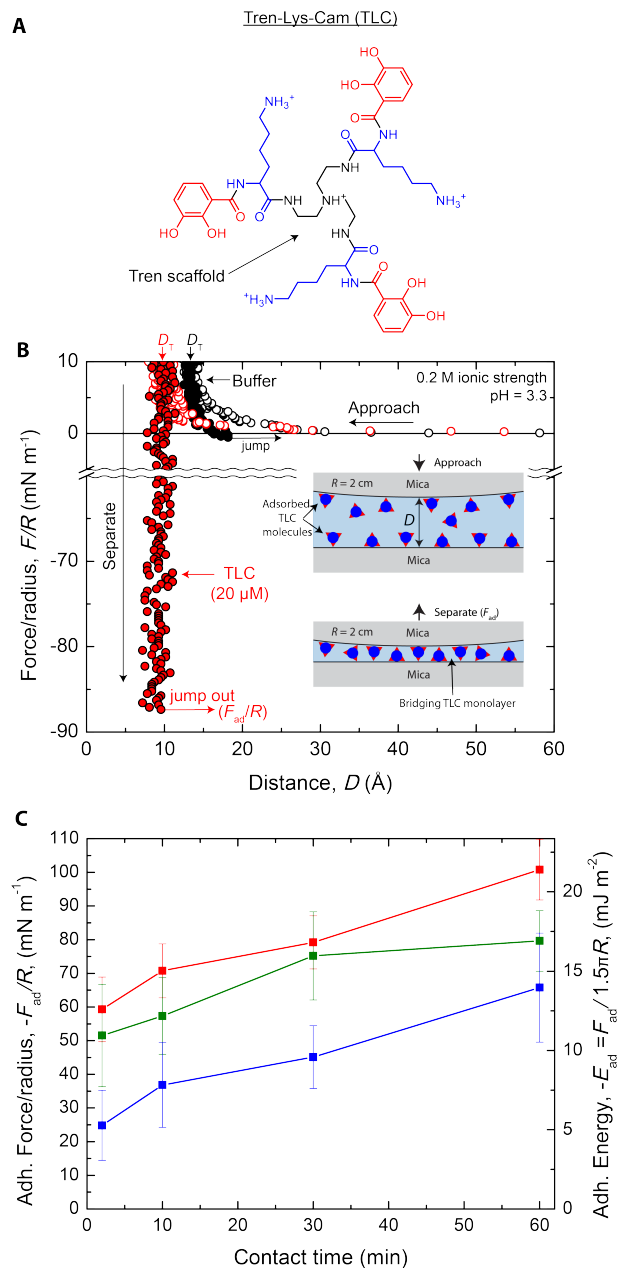 Tren-Lys-Cam (TLC)
A
HO
HO
NH3+
O
NH
O
HN
O
NH
HN
NH+
O
O
HO
OH
NH3+
NH
O
Tren scaffold
O
OH
+H3N
NH
OH
B
DT DT
10
0
-70
-80
-90
0 10 20 30 40 50 60
Force/radius, F/R (mN m-1)
Distance, D (Å)
Buffer
0.2 M ionic strength
pH = 3.3
Approach
jump
Separate
TLC
(20 µM)
jump out
(Fad/R)
Approach
R = 2 cm
Mica
Adsorbed
TLC
molecules
D
Mica
Separate (Fad)
R = 2 cm
Mica
Mica
Bridging TLC monolayer
C
110
100
90
80
70
60
50
40
30
20
10
0
20
15
10
5
0
0 10 20 30 40 50 60
Adh. Force/radius, -Fad/R, (mN m-1)
Adh. Energy, -Ead =Fad/1.5πR, (mJ m-2)
Contact time (min)